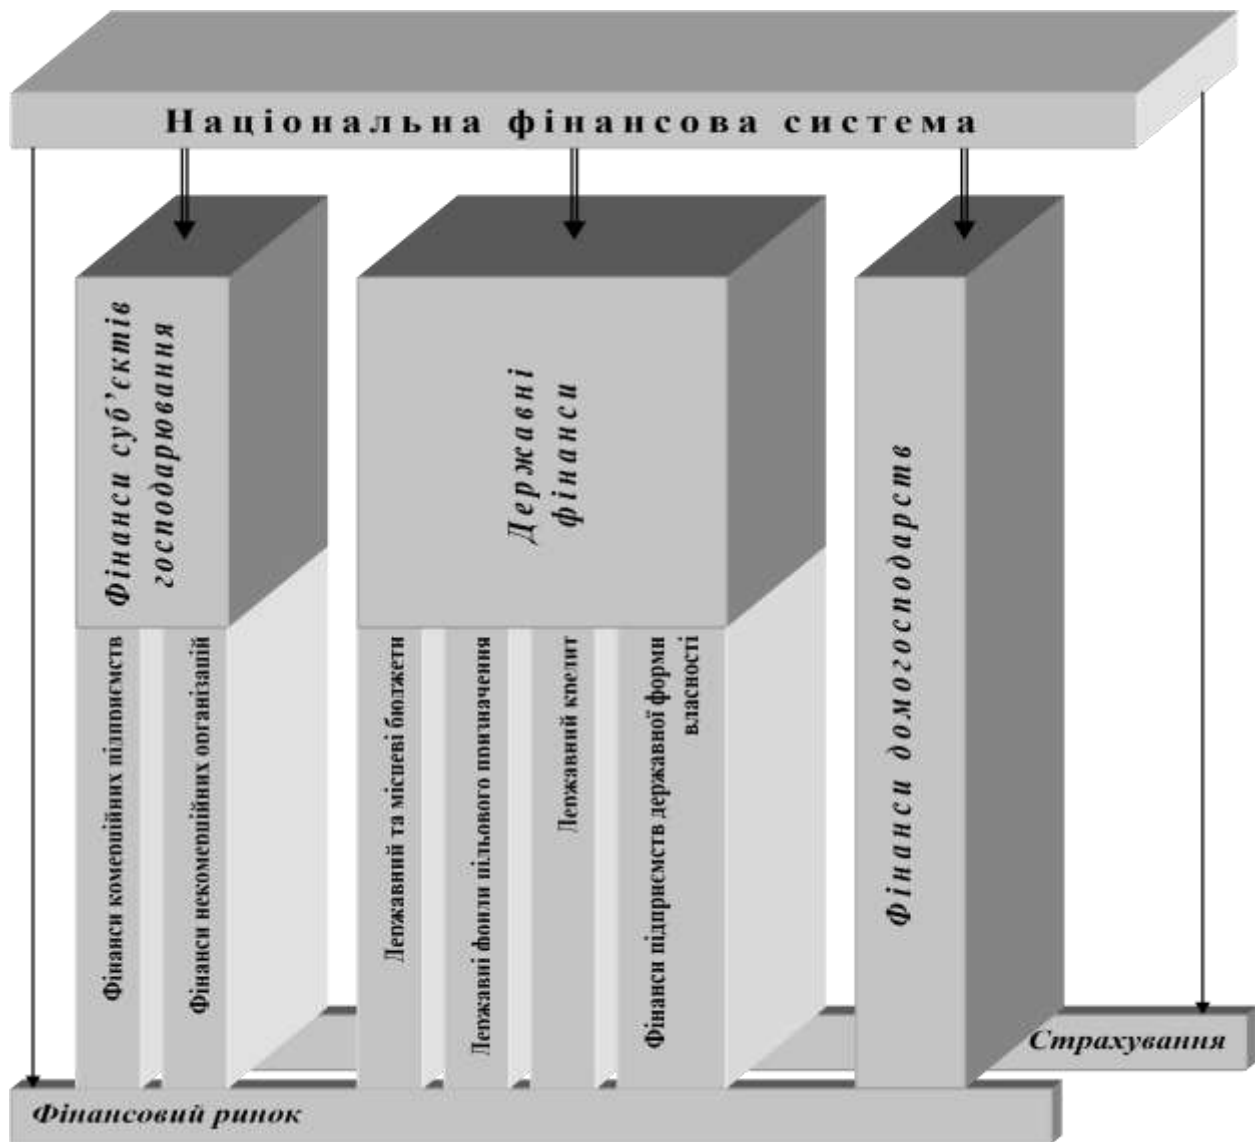 Національна фінансова система
Фінанси суб’єктів
господарювання
Державні
фінанси
Фінанси домогосподарств
Фінанси комерційних підприємств
Фінанси некомерційних організацій
Державний та місцеві бюджети
Державні фонди цільового призначення
Державний кредит
Фінанси підприємств державної форми
власності
Страхування
Фінансовий ринок